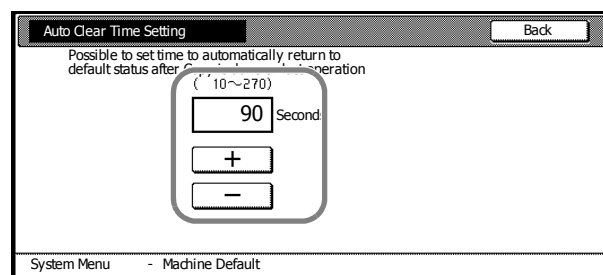 Auto Clear Time Setting
Back
Possible to set time to automatically return to
default status after operation
( 10～270)
90 Second
+
−
System Menu - Machine Default